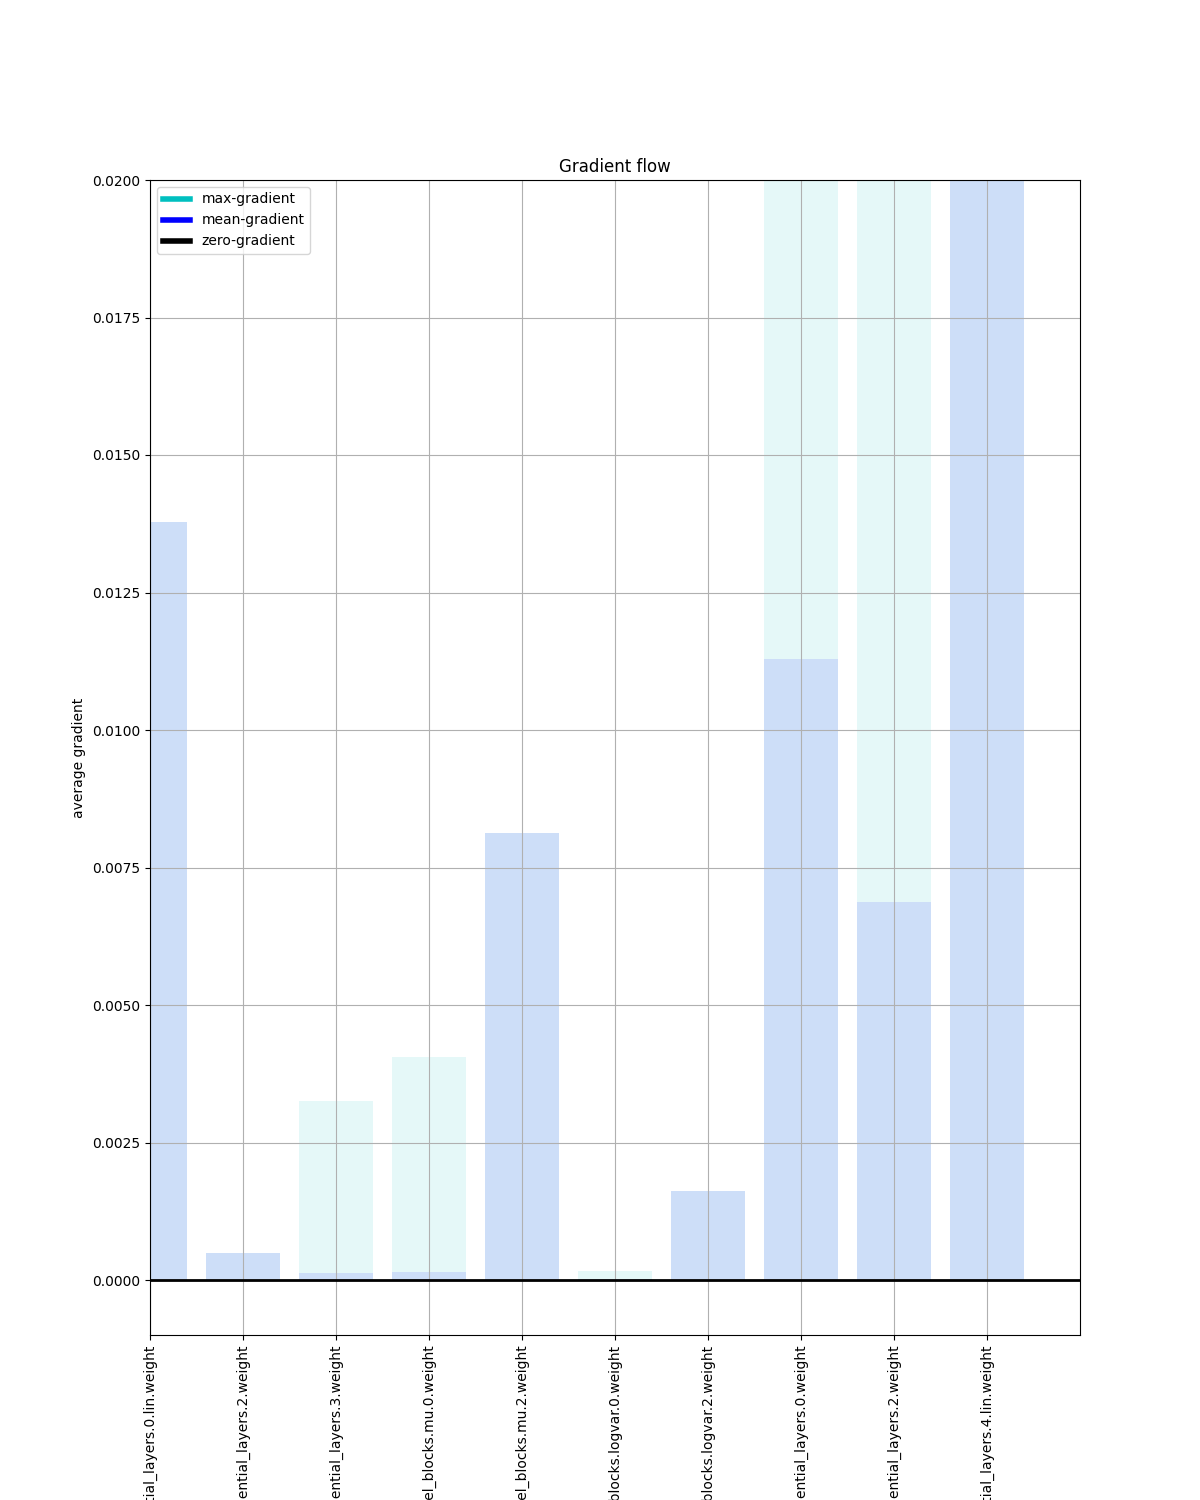 Gradient flow
max-gradient
mean-gradient
zero-gradient
0.0200
0.0175
0.0150
0.0125
0.0100
0.0075
0.0050
0.0025
0.0000
average gradient
tial_layers.0.lin.weight
ential_layers.2.weight
ential_layers.3.weight
el_blocks.mu.0.weight
el_blocks.mu.2.weight
blocks.logvar.0.weight
blocks.logvar.2.weight
ential_layers.0.weight
ential_layers.2.weight
tial_layers.4.lin.weight